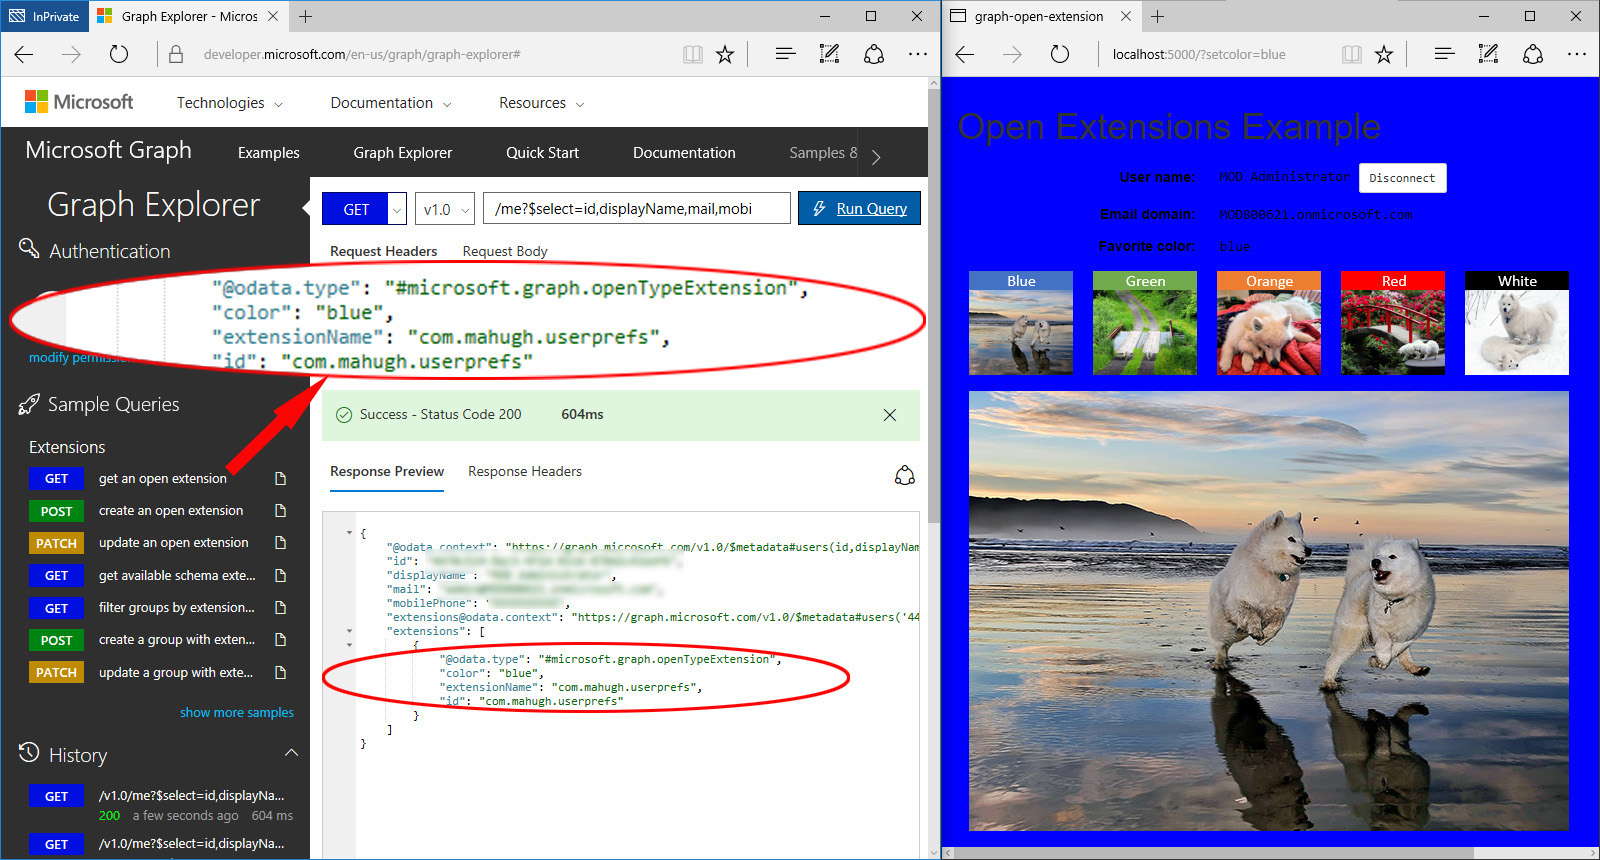 InPrivate
Graph Explorer - Micros
developer.microsoft.com/en-us/graph/graph-explorer#
Microsoft
Technologies
Documentation
Resources
Microsoft Graph
Examples
Graph Explorer
Quick Start
Documentation
Samples &
Graph Explorer
GET
v1.0
/me?$select=id,displayName,mail,mobi
Run Query
Authentication
Request Headers
Request Body
"@odata.type": "#microsoft.graph.openTypeExtension",
"color": "blue",
"extensionName": "com.mahugh.userprefs",
"id": "com.mahugh.userprefs"
modify permiss
Sample Queries
Success - Status Code 200
604ms
Extensions
GET get an open extension
POST create an open extension
PATCH update an open extension
GET get available schema exte...
GET filter groups by extension...
POST create a group with exten...
PATCH update a group with exte...
show more samples
History
GET /v1.0/me?$select=id,displayNa...
200 a few seconds ago 604 ms
GET /v1.0/me?$select=id,displayNa...
Response Preview
Response Headers
{
"@odata.context": "https://graph.microsoft.com/v1.0/$metadata#users(id,displayNam
"id":
"displayName":
"mail":
"mobilePhone":
"extensions@odata.context": "https://graph.microsoft.com/v1.0/$metadata#users('44
"extensions": [
{
"@odata.type": "#microsoft.graph.openTypeExtension",
"color": "blue",
"extensionName": "com.mahugh.userprefs",
"id": "com.mahugh.userprefs"
}
]
}
graph-open-extension
localhost:5000/?setcolor=blue
Open Extensions Example
User name: MOD Administrator Disconnect
Email domain: MOD800621.onmicrosoft.com
Favorite color: blue
Blue
Green
Orange
Red
White